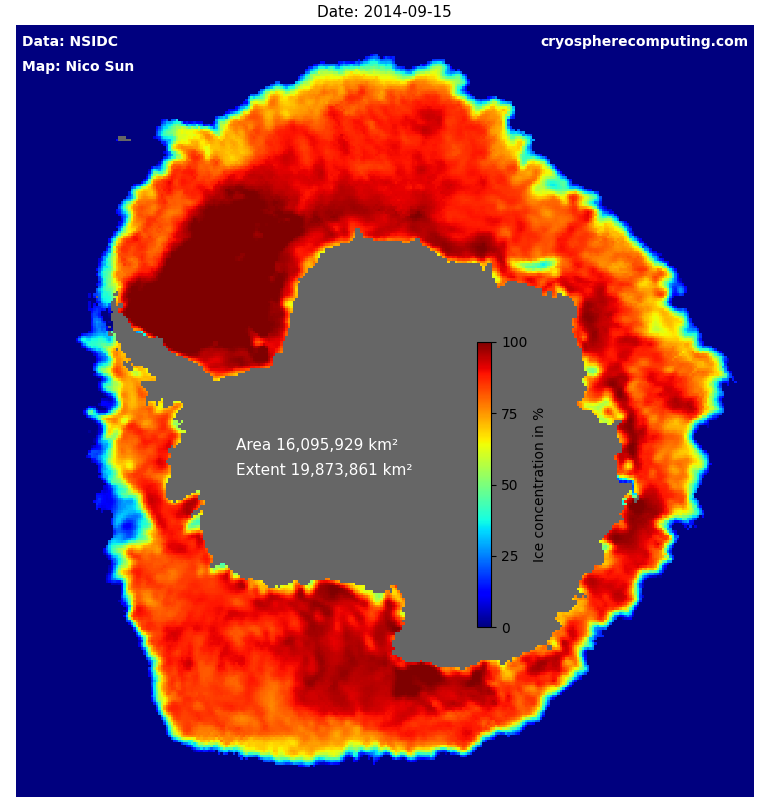 Date: 2014-09-15
Data: NSIDC
cryospherecomputing.com
Map: Nico Sun
100
75
50
25
0
Ice concentration in %
Area 16,095,929 km²
Extent 19,873,861 km²